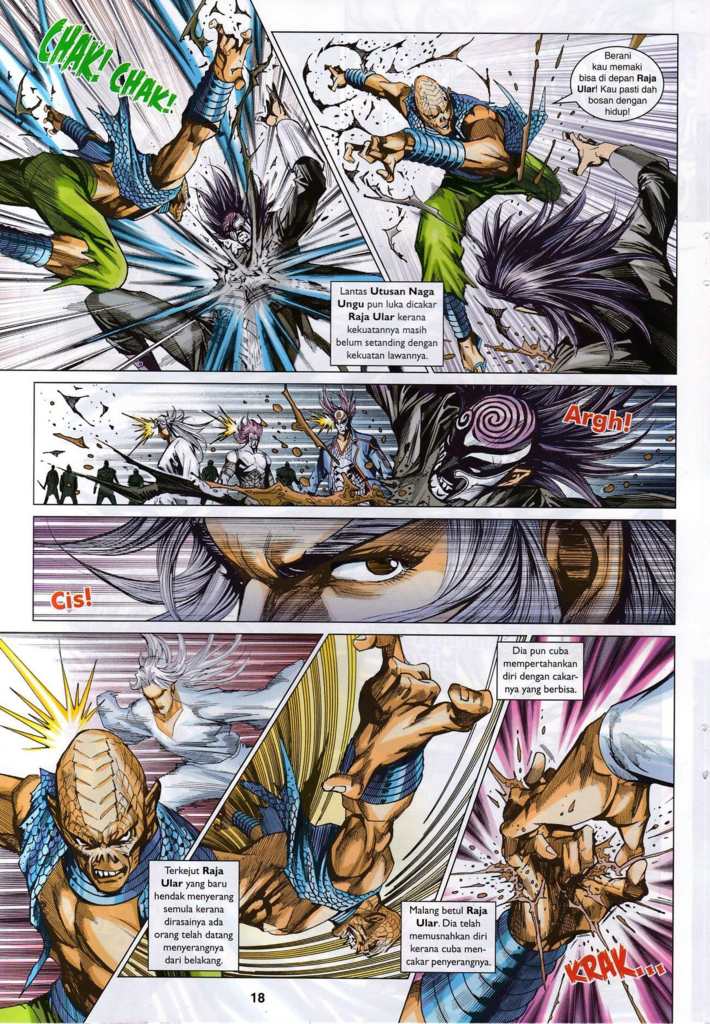 CHAK!
CHAK!
Berani
kau memaki
bisa di depan Raja
Ular! Kau pasti dah
bosan dengan
hidup!
Lantas Utusan Naga
Ungu pun luka dicakar
Raja Ular kerana
kekuatannya masih
belum setanding dengan
kekuatan lawannya.
Argh!
Cis!
Terkejut Raja
Ular yang baru
hendak menyerang
semula kerana
dirasainya ada
orang telah datang
menyerangnya
dari belakang.
Dia pun cuba
mempertahankan
diri dengan cakar-
nya yang berbisa.
Malang betul Raja
Ular. Dia telah
memusnahkan diri
kerana cuba men-
cakar penyerangnya.
KRAK...
18